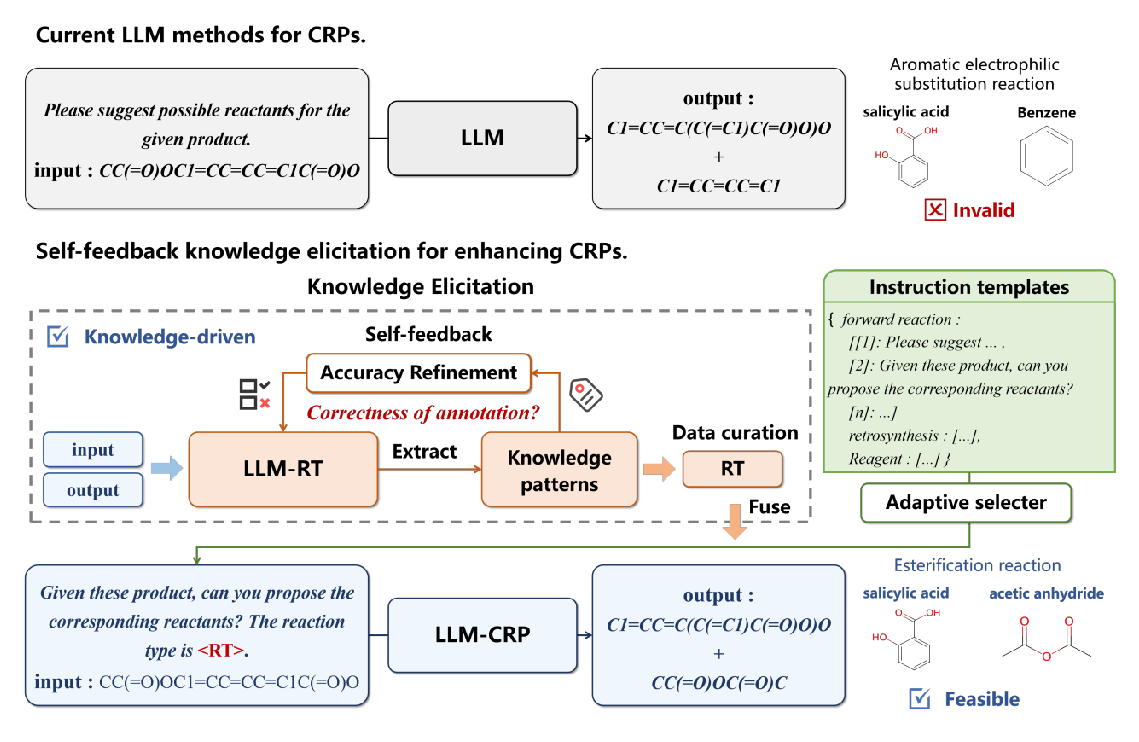 Current LLM methods for CRPs.
Please suggest possible reactants for the
given product.
input : CC(=O)OC1=CC=CC=C1C(=O)O
LLM
output :
C1=CC=C(C(=C1)C(=O)O)O
+
C1=CC=CC=C1
Aromatic electrophilic
substitution reaction
salicylic acid
O
OH
HO
Benzene
Invalid
Self-feedback knowledge elicitation for enhancing CRPs.
Knowledge Elicitation
Knowledge-driven
Self-feedback
Accuracy Refinement
Correctness of annotation?
input
output
LLM-RT
Extract
Knowledge
patterns
Data curation
RT
Fuse
Instruction templates
{ forward reaction :
[[1]: Please suggest ... .
[2]: Given these product, can you
propose the corresponding reactants?
[n]: ...]
retrosynthesis : [...],
Reagent : [...] }
Adaptive selecter
Given these product, can you propose the
corresponding reactants? The reaction
type is <RT>.
input : CC(=O)OC1=CC=CC=C1C(=O)O
LLM-CRP
output :
C1=CC=C(C(=C1)C(=O)O)O
+
CC(=O)OC(=O)C
Esterification reaction
salicylic acid
O
OH
HO
acetic anhydride
O
O
O
Feasible